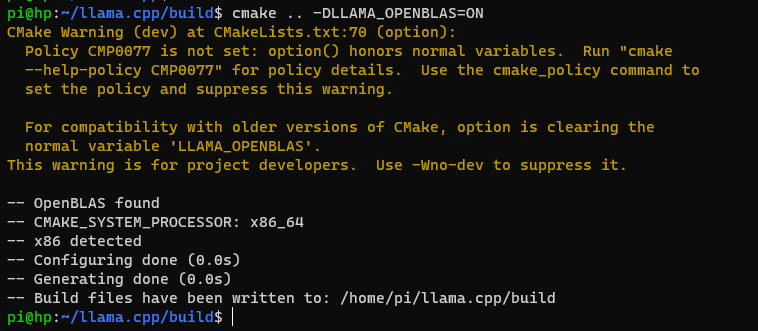 pi@hp:~/llama.cpp/build$ cmake .. -DLLAMA_OPENBLAS=ON
CMake Warning (dev) at CMakeLists.txt:70 (option):
  Policy CMP0077 is not set: option() honors normal variables.  Run "cmake
  --help-policy CMP0077" for policy details.  Use the cmake_policy command to
  set the policy and suppress this warning.

  For compatibility with older versions of CMake, option is clearing the
  normal variable 'LLAMA_OPENBLAS'.
This warning is for project developers.  Use -Wno-dev to suppress it.

-- OpenBLAS found
-- CMAKE_SYSTEM_PROCESSOR: x86_64
-- x86 detected
-- Configuring done (0.0s)
-- Generating done (0.0s)
-- Build files have been written to: /home/pi/llama.cpp/build
pi@hp:~/llama.cpp/build$